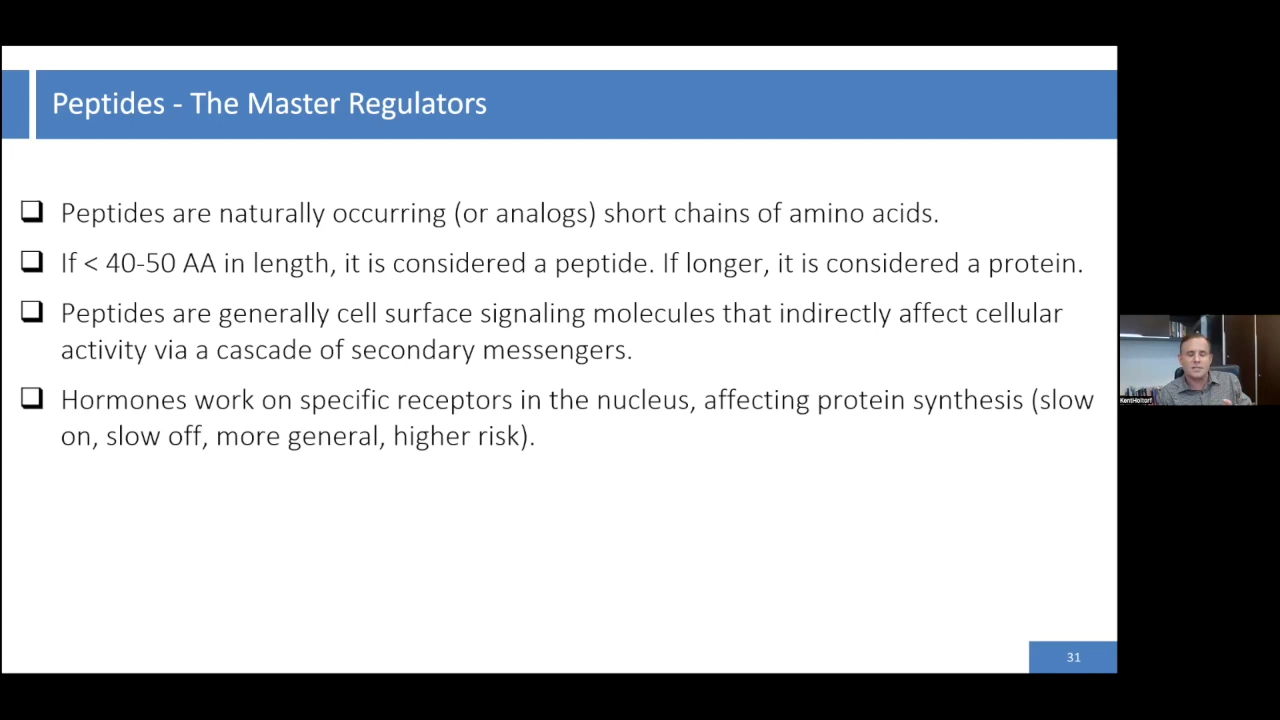 Peptides - The Master Regulators
❑ Peptides are naturally occurring (or analogs) short chains of amino acids.
❑ If < 40-50 AA in length, it is considered a peptide. If longer, it is considered a protein.
❑ Peptides are generally cell surface signaling molecules that indirectly affect cellular
activity via a cascade of secondary messengers.
❑ Hormones work on specific receptors in the nucleus, affecting protein synthesis (slow
on, slow off, more general, higher risk).
KentHoltorf
31